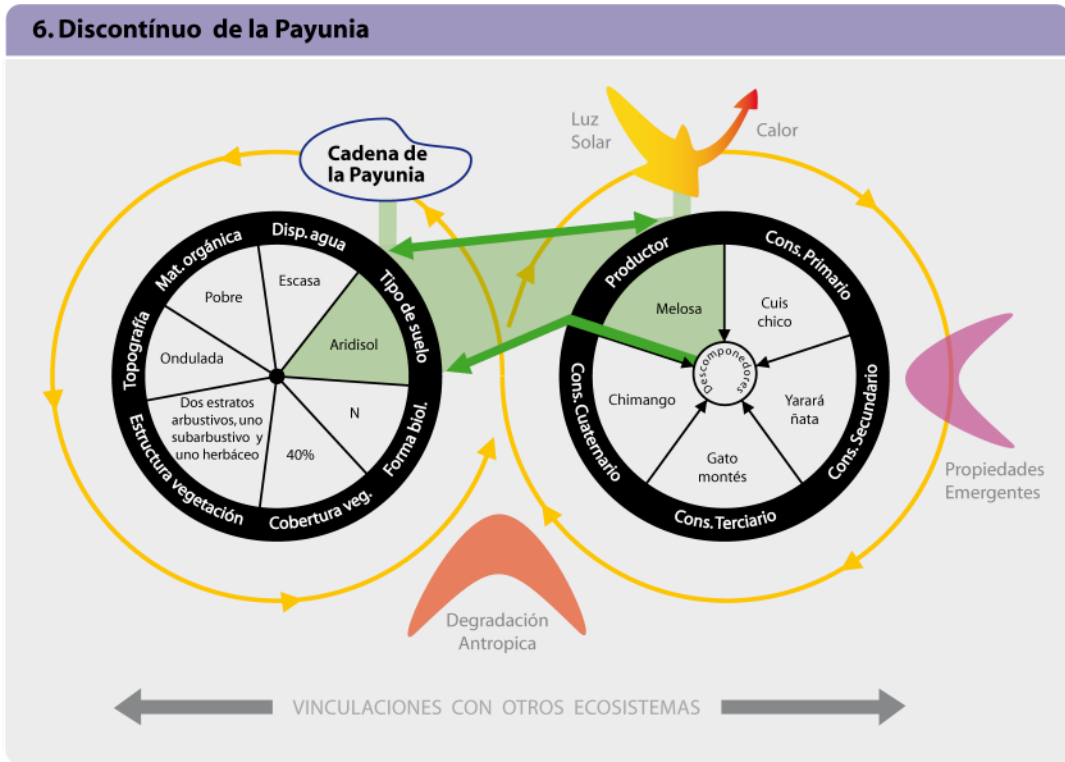 6. Discontínuo de la Payunia
Luz
Solar
Calor
Cadena de
la Payunia
Mat. orgánica
Disp. agua
Tipo de suelo
Forma biol.
Cobertura veg.
Estructura vegetación
Topografía
Pobre
Escasa
Aridisol
N
40%
Dos estratos
arbustivos, uno
subarbustivo y
uno herbáceo
Ondulada
Productor
Cons. Primario
Cons. Secundario
Cons. Terciario
Cons. Cuaternario
Melosa
Cuis
chico
Yarará
ñata
Gato
montés
Chimango
Descomponedores
Propiedades
Emergentes
Degradación
Antropica
VINCULACIONES CON OTROS ECOSISTEMAS